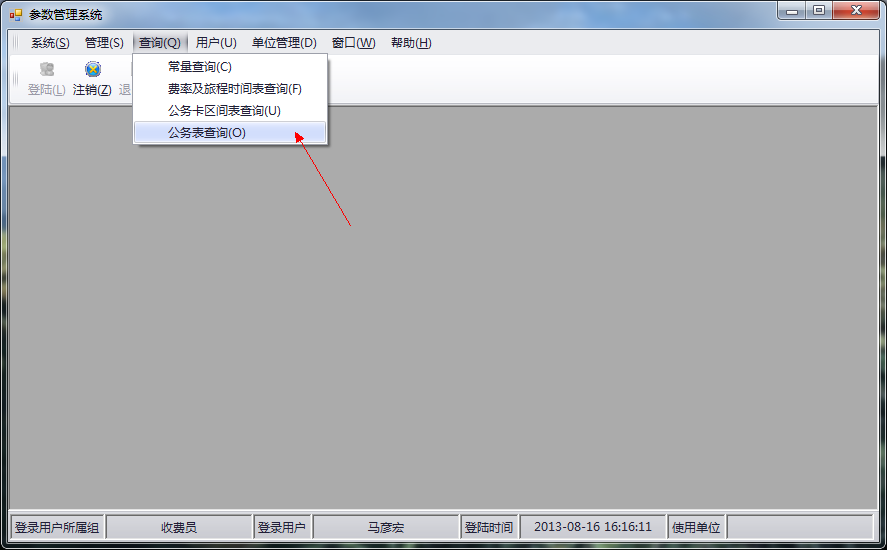 参数管理系统
系统(S) 管理(S) 查询(Q) 用户(U) 单位管理(D) 窗口(W) 帮助(H)
常量查询(C)
登陆(L) 注销(Z) 退
费率及旅程时间表查询(F)
公务卡区间表查询(U)
公务表查询(O)
登录用户所属组 收费员 登录用户 马彦宏 登陆时间 2013-08-16 16:16:11 使用单位